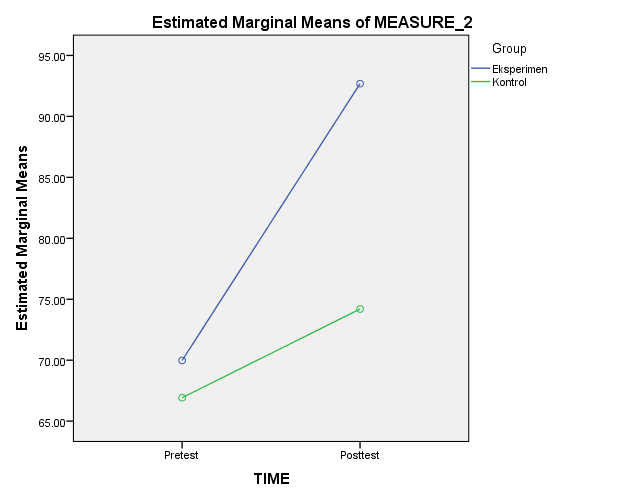 Estimated Marginal Means of MEASURE_2
Group
Eksperimen
Kontrol
Estimated Marginal Means
95.00
90.00
85.00
80.00
75.00
70.00
65.00
Pretest
Posttest
TIME